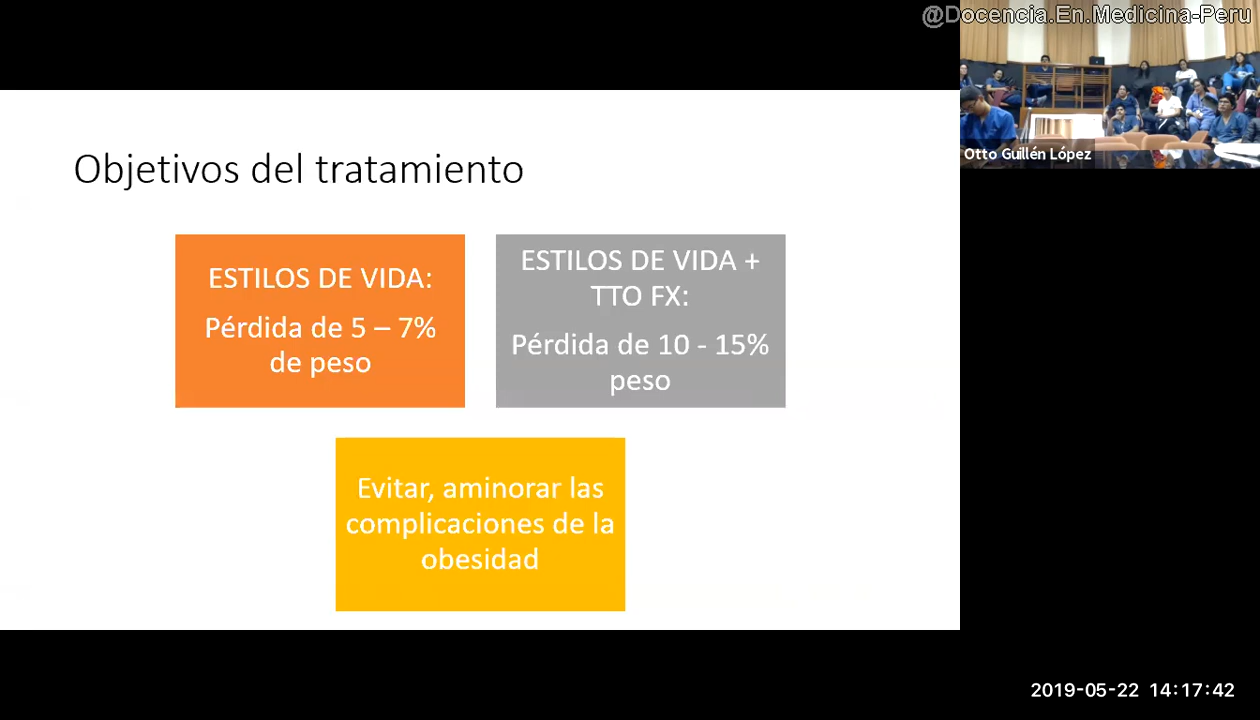 @Docencia.En.Medicina-Peru
Otto Guillén López
Objetivos del tratamiento
ESTILOS DE VIDA:
Pérdida de 5 – 7%
de peso
ESTILOS DE VIDA +
TTO FX:
Pérdida de 10 - 15%
peso
Evitar, aminorar las
complicaciones de la
obesidad
2019-05-22 14:17:42